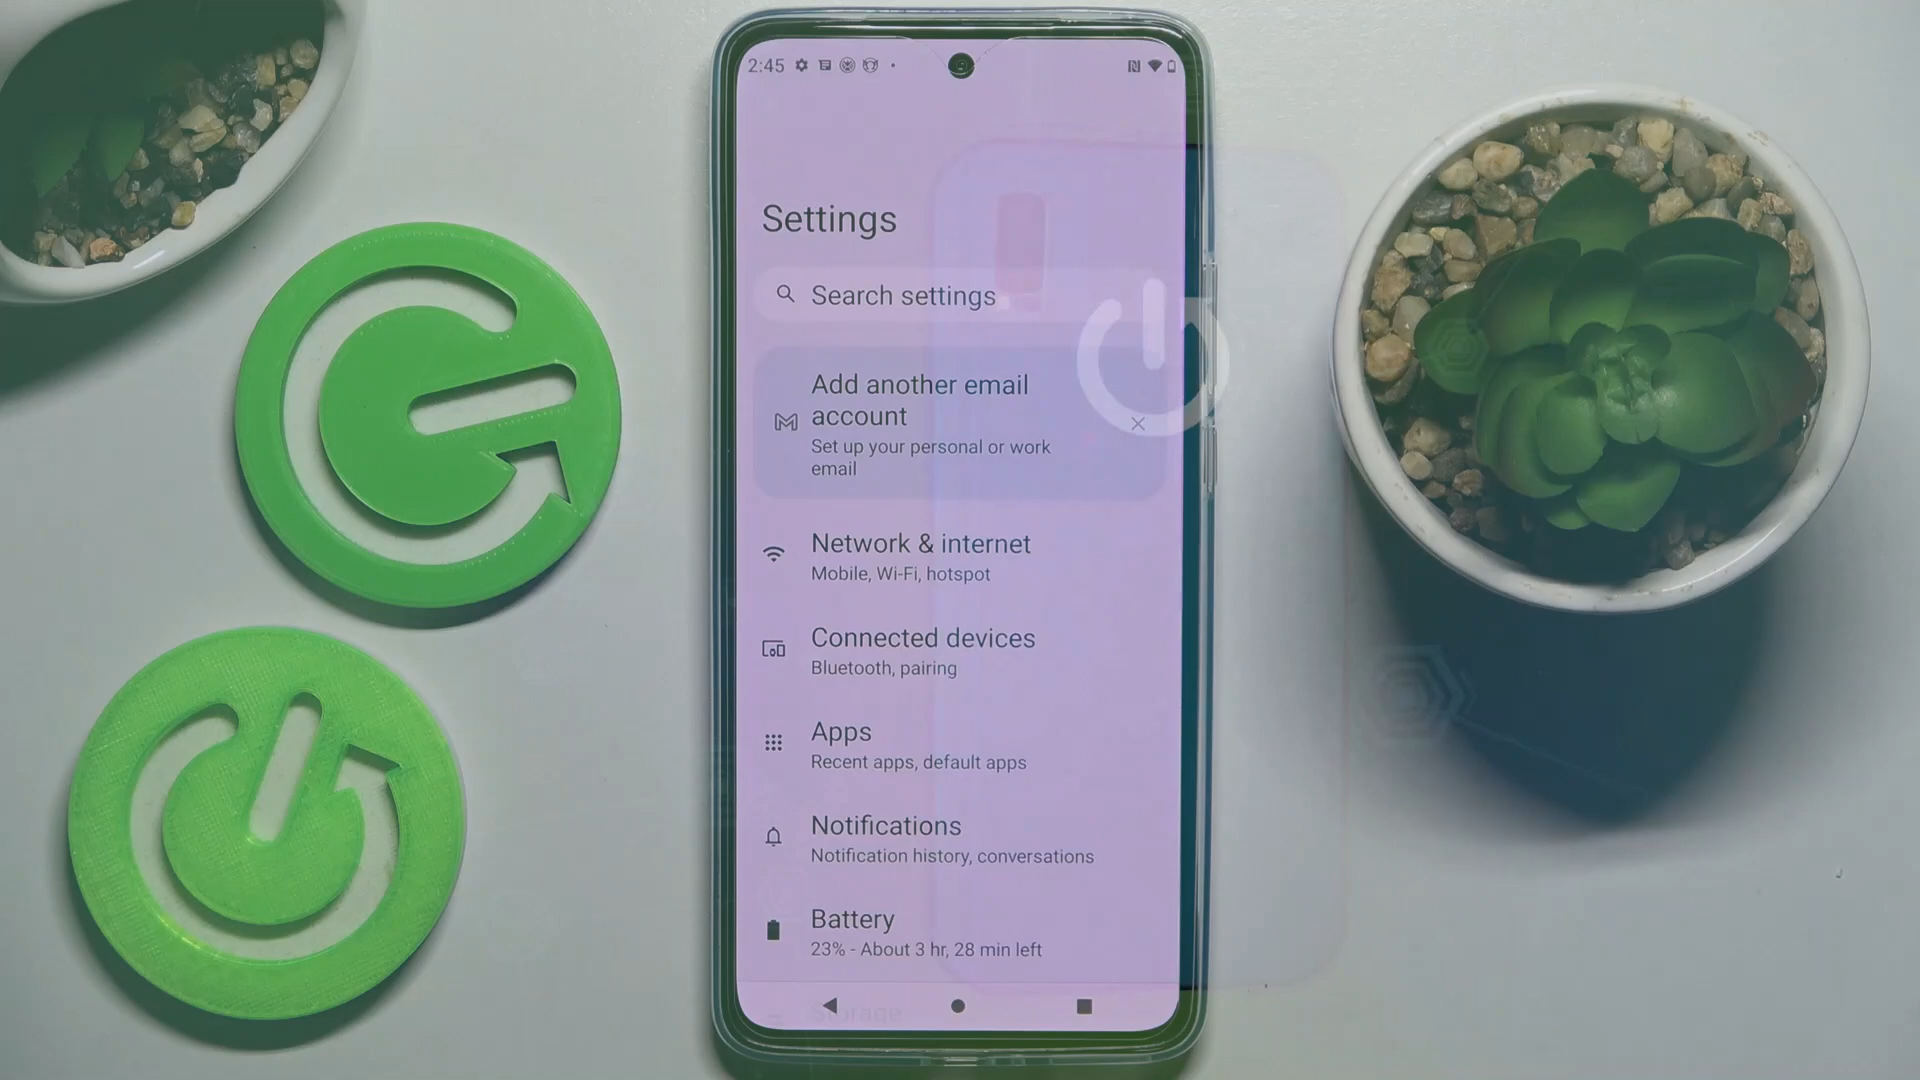 2:45
Settings
Search settings
Add another email
account
Set up your personal or work
email
Network & internet
Mobile, Wi-Fi, hotspot
Connected devices
Bluetooth, pairing
Apps
Recent apps, default apps
Notifications
Notification history, conversations
Battery
23% - About 3 hr, 28 min left
Storage